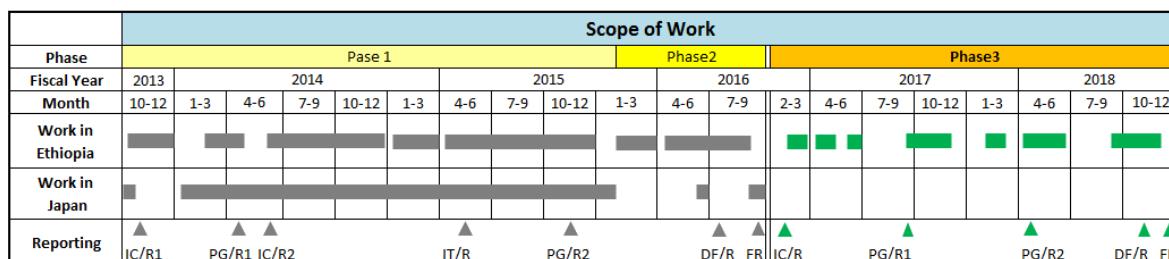 Scope of Work
Phase Pase 1 Phase2 Phase3
Fiscal Year 2013 2014 2015 2016 2017 2018
Month 10-12 1-3 4-6 7-9 10-12 1-3 4-6 7-9 10-12 1-3 4-6 7-9 2-3 4-6 7-9 10-12 1-3 4-6 7-9 10-12
Work in
Ethiopia
Work in
Japan
Reporting
IC/R1 PG/R1 IC/R2 IT/R PG/R2 DF/R FR IC/R PG/R1 PG/R2 DF/R